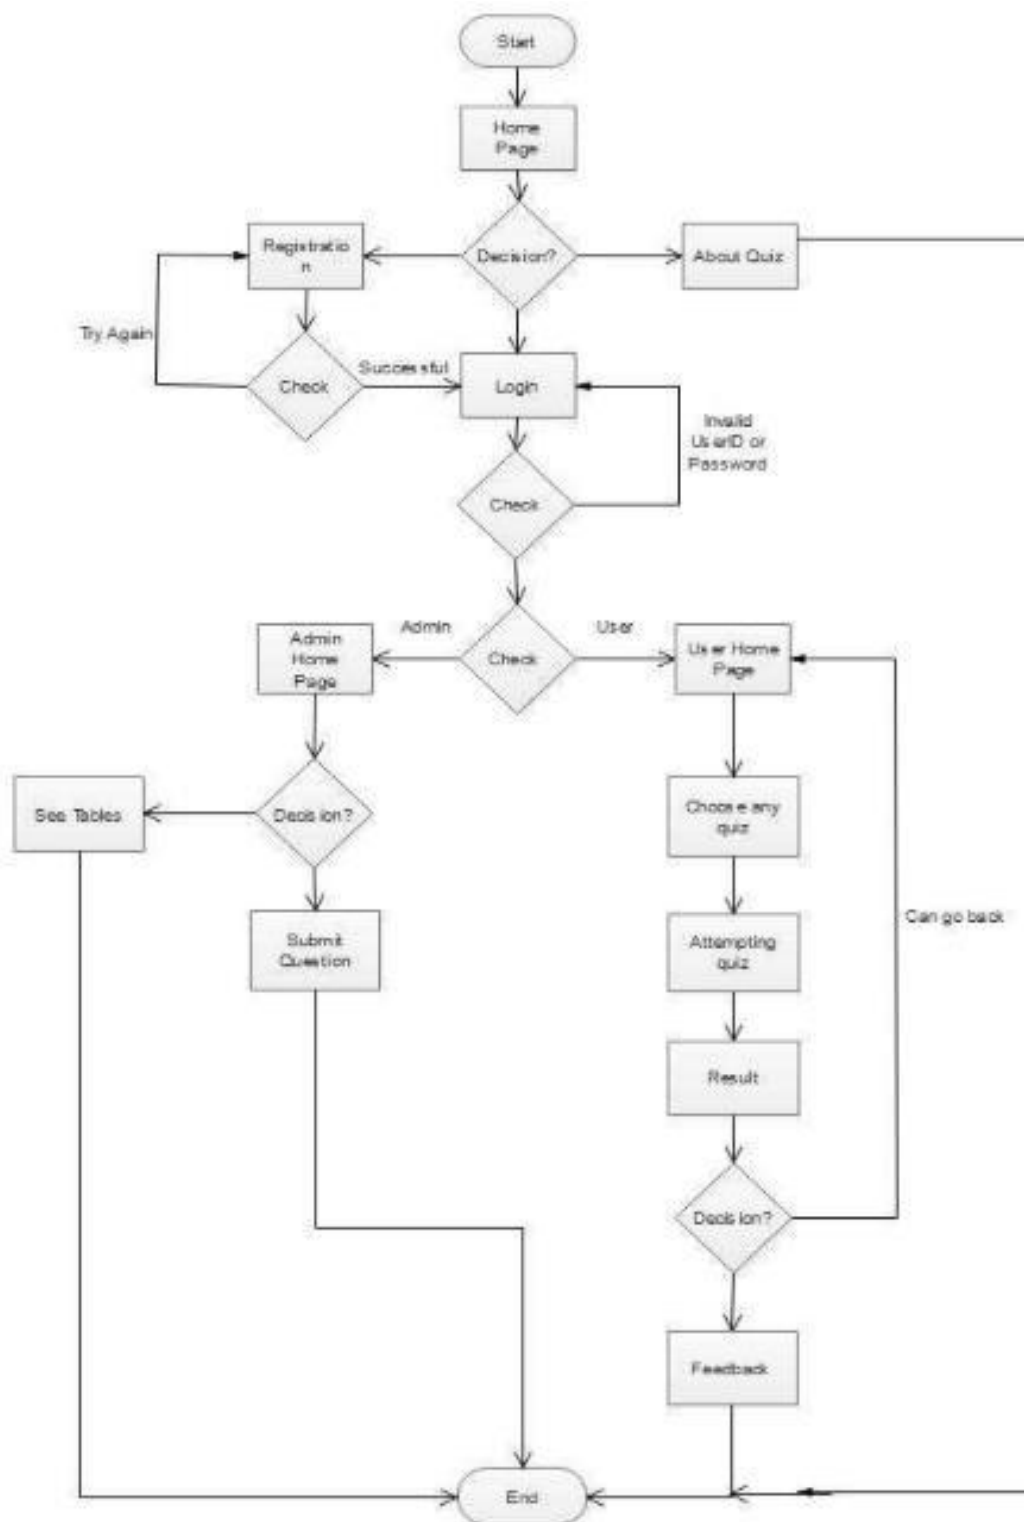 Start
Home
Page
Registratio
n
Decision?
About Quiz
Try Again
Check
Successful
Login
Invalid
UserID or
Password
Check
Admin
Home
Page
Admin
Check
User
User Home
Page
See Tables
Decision?
Choose any
quiz
Submit
Question
Attempting
quiz
Can go back
Result
Decision?
Feedback
End